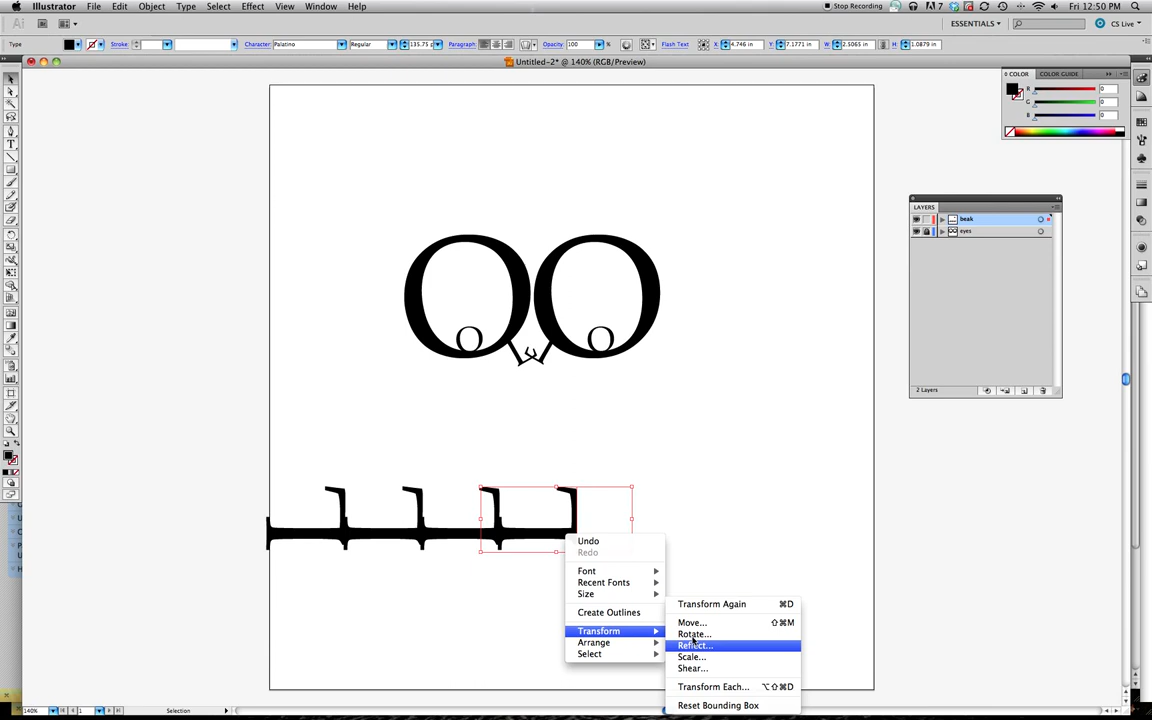 Illustrator File Edit Object Type Select Effect View Window Help Stop Recording 7 Fri 12:50 PM
Ai Br ESSENTIALS CS Live
Type Stroke: Character: Palatino Regular 135.75 p Paragraph: Opacity: 100 % Flash Text X: 4.746 in Y: 7.1771 in W: 2.5065 in H: 1.0879 in
Untitled-2* @ 140% (RGB/Preview)
COLOR COLOR GUIDE
R 0
G 0
B 0
LAYERS
beak
eyes
2 Layers
Undo
Redo
Font
Recent Fonts
Size
Create Outlines
Transform
Arrange
Select
Transform Again ⌘D
Move... ⇧⌘M
Rotate...
Reflect...
Scale...
Shear...
Transform Each... ⌥⇧⌘D
Reset Bounding Box
140% 1 Selection